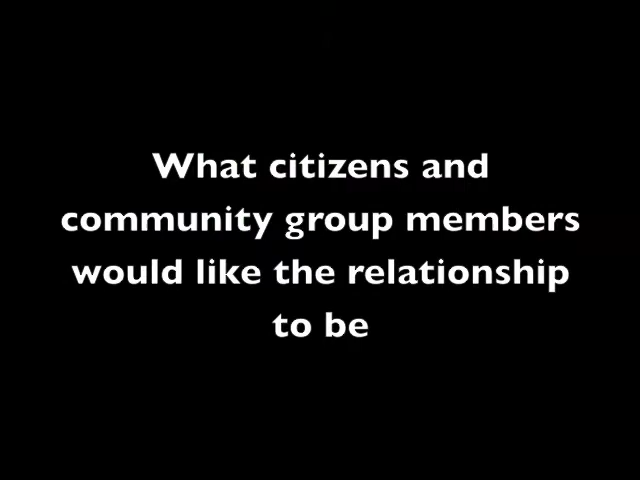 What citizens and
community group members
would like the relationship
to be